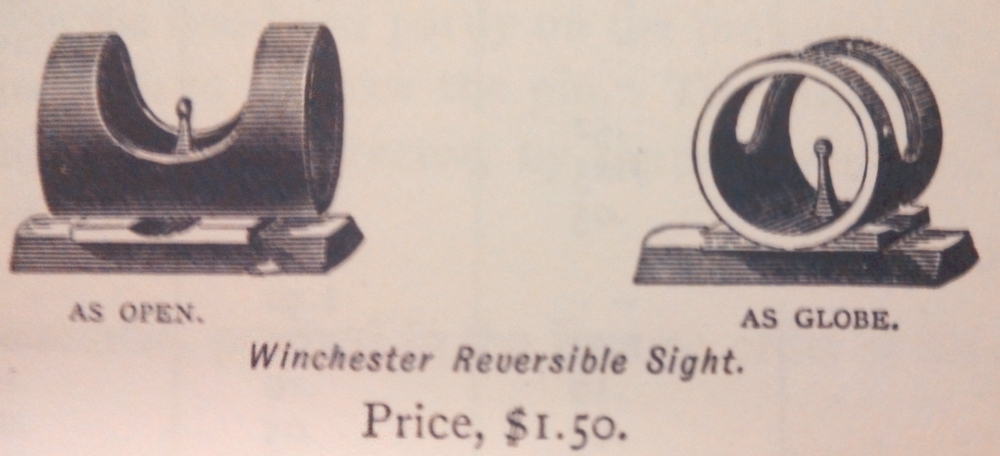 AS OPEN.
AS GLOBE.
Winchester Reversible Sight.
Price, $1.50.